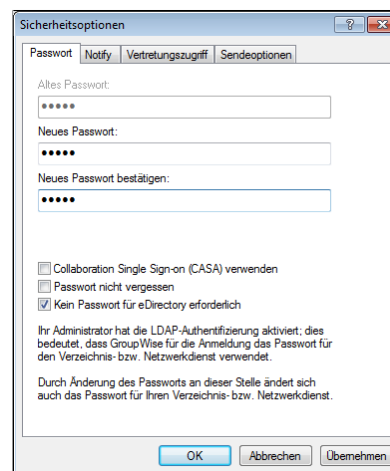 Sicherheitsoptionen
Passwort Notify Vertretungszugriff Sendeoptionen
Altes Passwort:
•••••
Neues Passwort:
•••••
Neues Passwort bestätigen:
•••••
Collaboration Single Sign-on (CASA) verwenden
Passwort nicht vergessen
Kein Passwort für eDirectory erforderlich
Ihr Administrator hat die LDAP-Authentifizierung aktiviert; dies
bedeutet, dass GroupWise für die Anmeldung das Passwort für
den Verzeichnis- bzw. Netzwerkdienst verwendet.
Durch Änderung des Passworts an dieser Stelle ändert sich
auch das Passwort für Ihren Verzeichnis- bzw. Netzwerkdienst.
OK Abbrechen Übernehmen